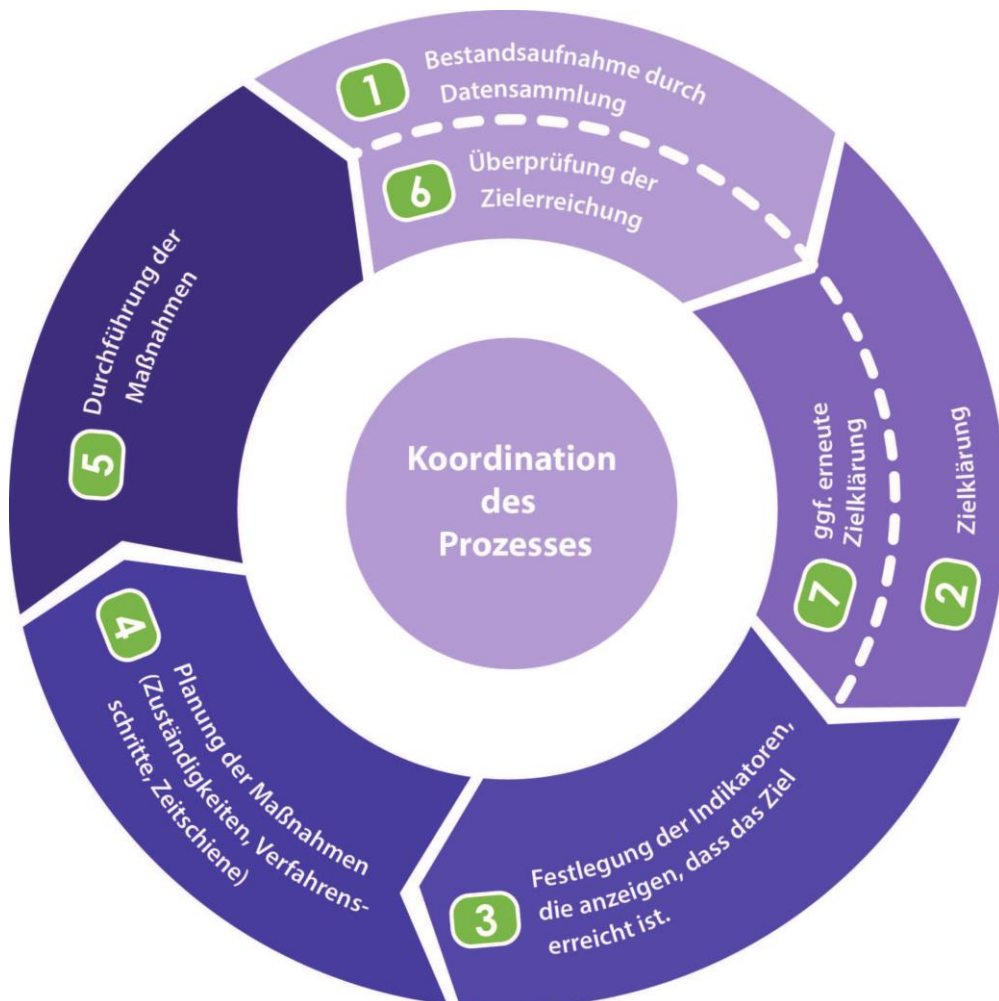 1
Bestandsaufnahme durch
Datensammlung
6
Überprüfung der
Zielerreichung
2
Zielklärung
7
ggf. erneute
Zielklärung
3
Festlegung der Indikatoren,
die anzeigen, dass das Ziel
erreicht ist.
4
Planung der Maßnahmen
(Zuständigkeiten, Verfahrens-
schritte, Zeitschiene)
5
Durchführung der
Maßnahmen
Koordination
des
Prozesses